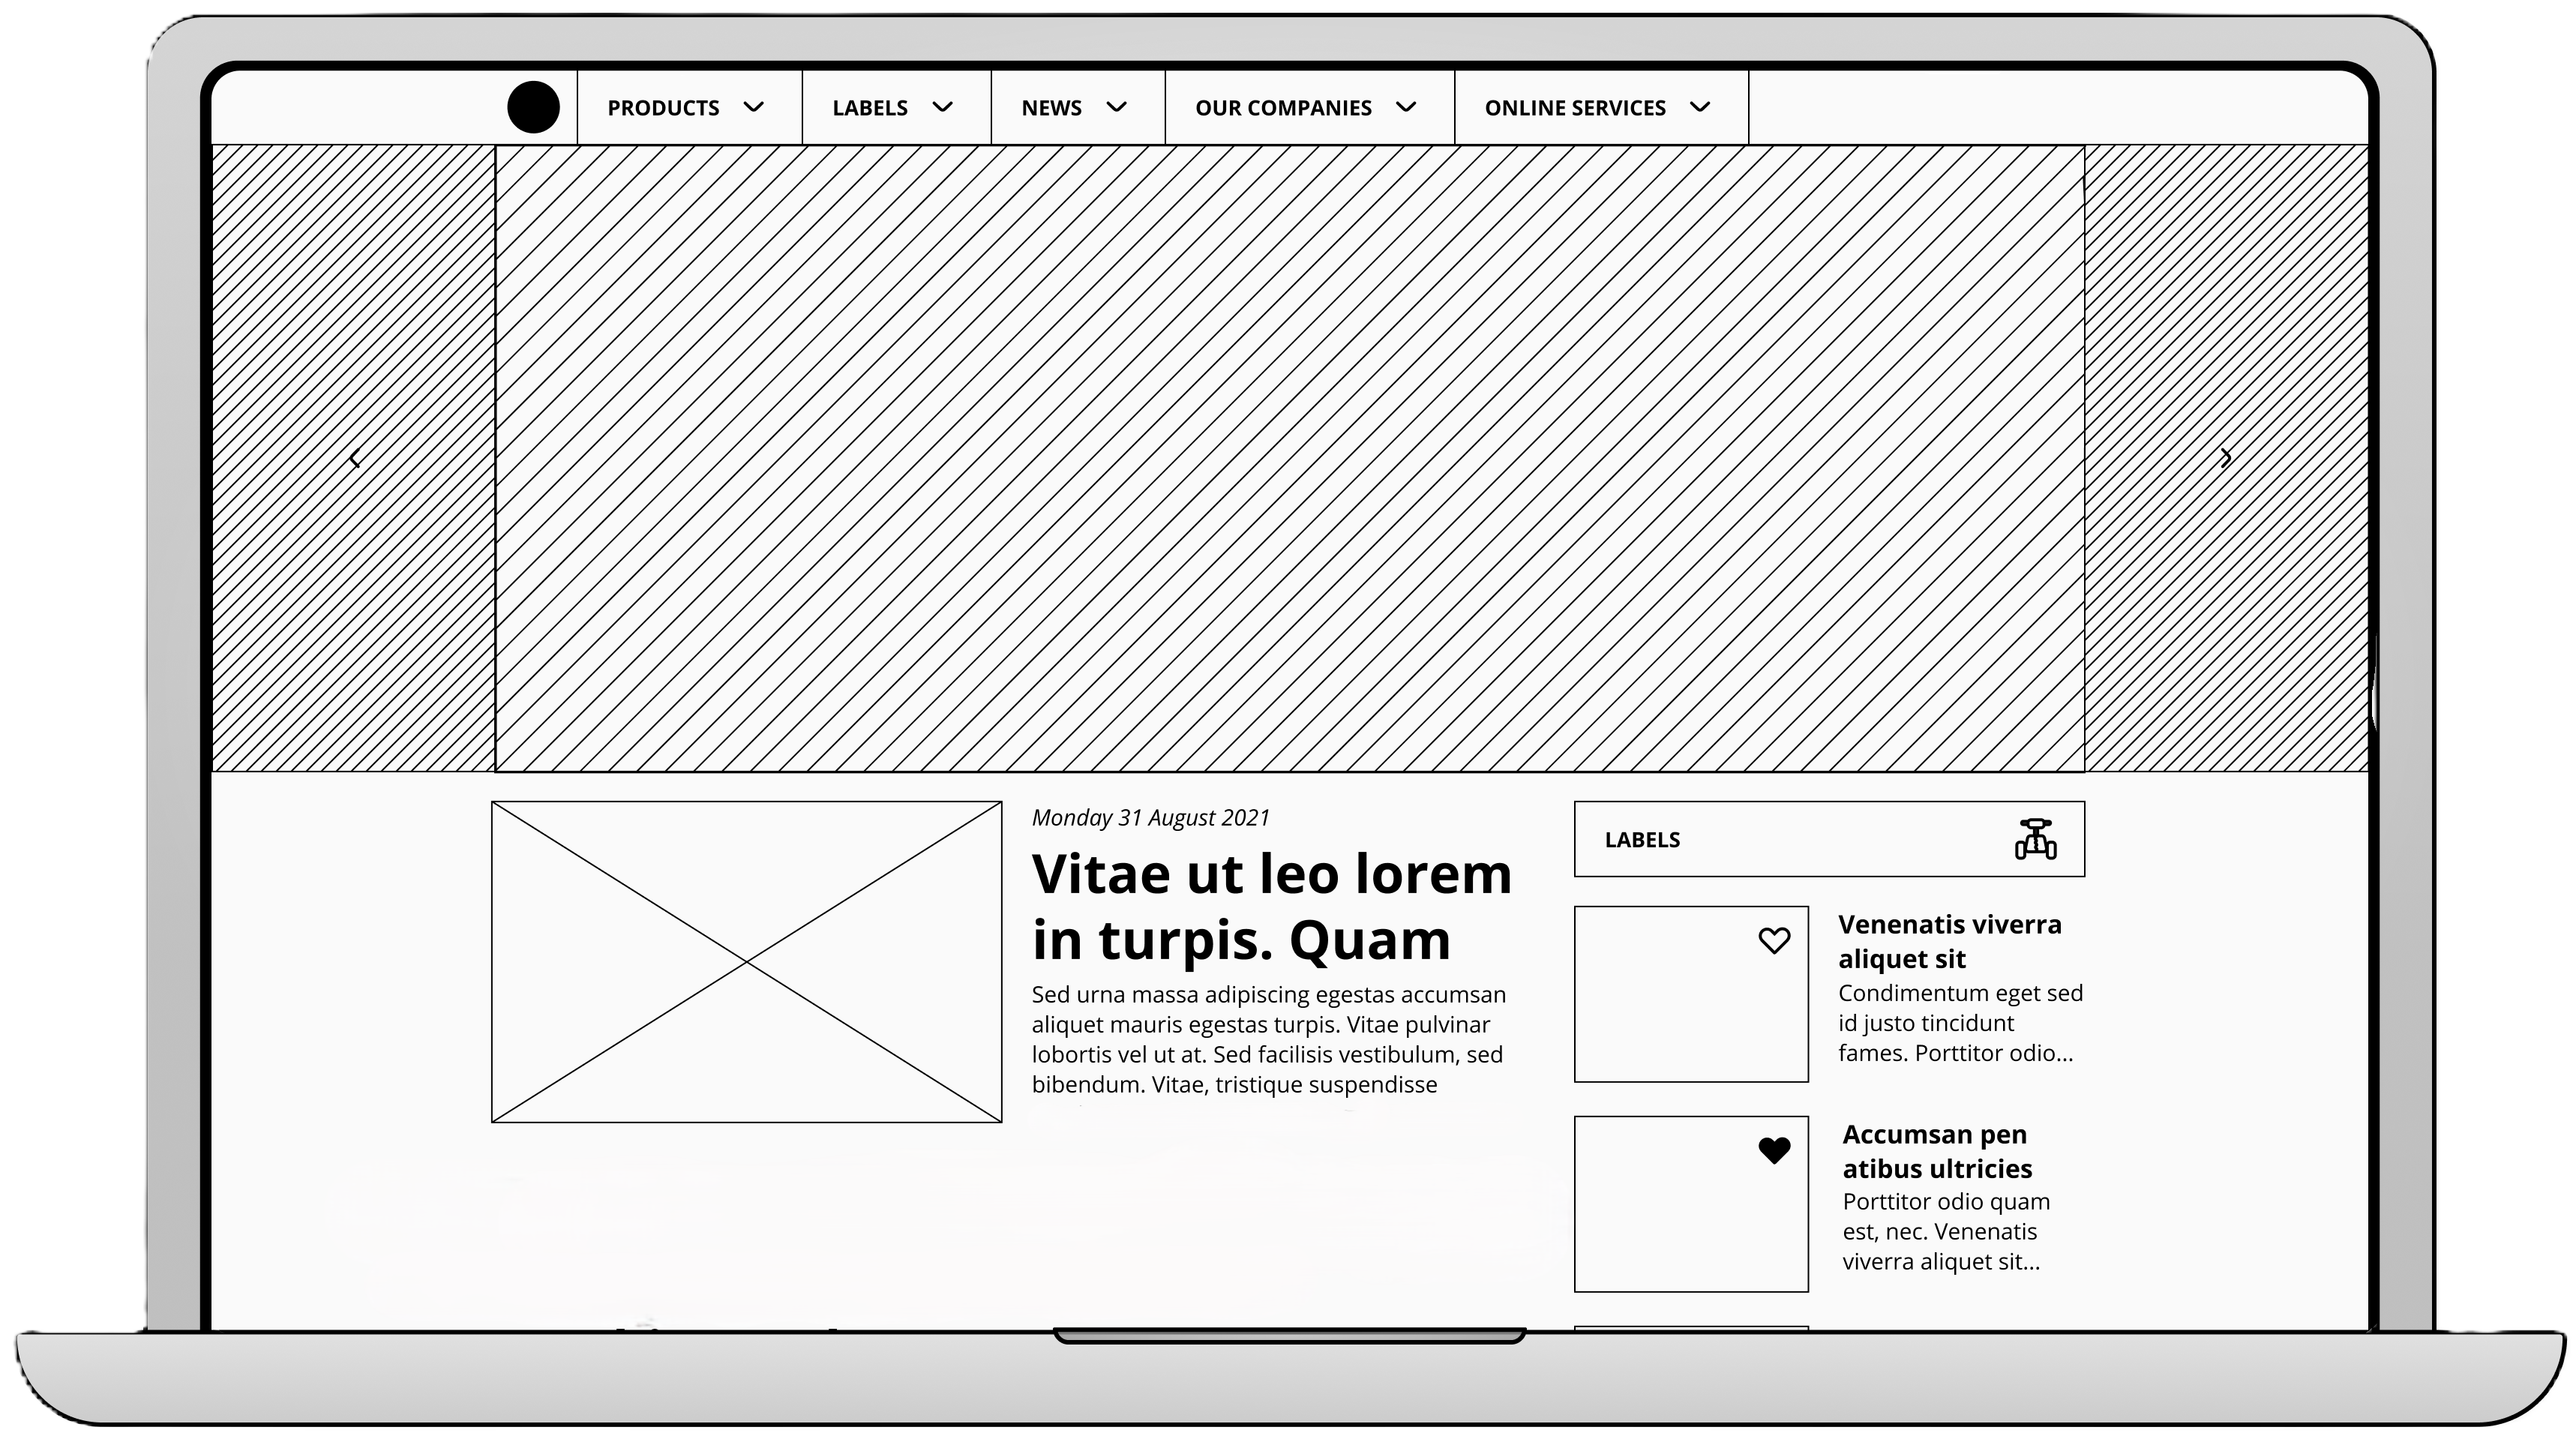 PRODUCTS
LABELS
NEWS
OUR COMPANIES
ONLINE SERVICES
Monday 31 August 2021
Vitae ut leo lorem
in turpis. Quam
Sed urna massa adipiscing egestas accumsan
aliquet mauris egestas turpis. Vitae pulvinar
lobortis vel ut at. Sed facilisis vestibulum, sed
bibendum. Vitae, tristique suspendisse
LABELS
Venenatis viverra
aliquet sit
Condimentum eget sed
id justo tincidunt
fames. Porttitor odio...
Accumsan pen
atibus ultricies
Porttitor odio quam
est, nec. Venenatis
viverra aliquet sit...